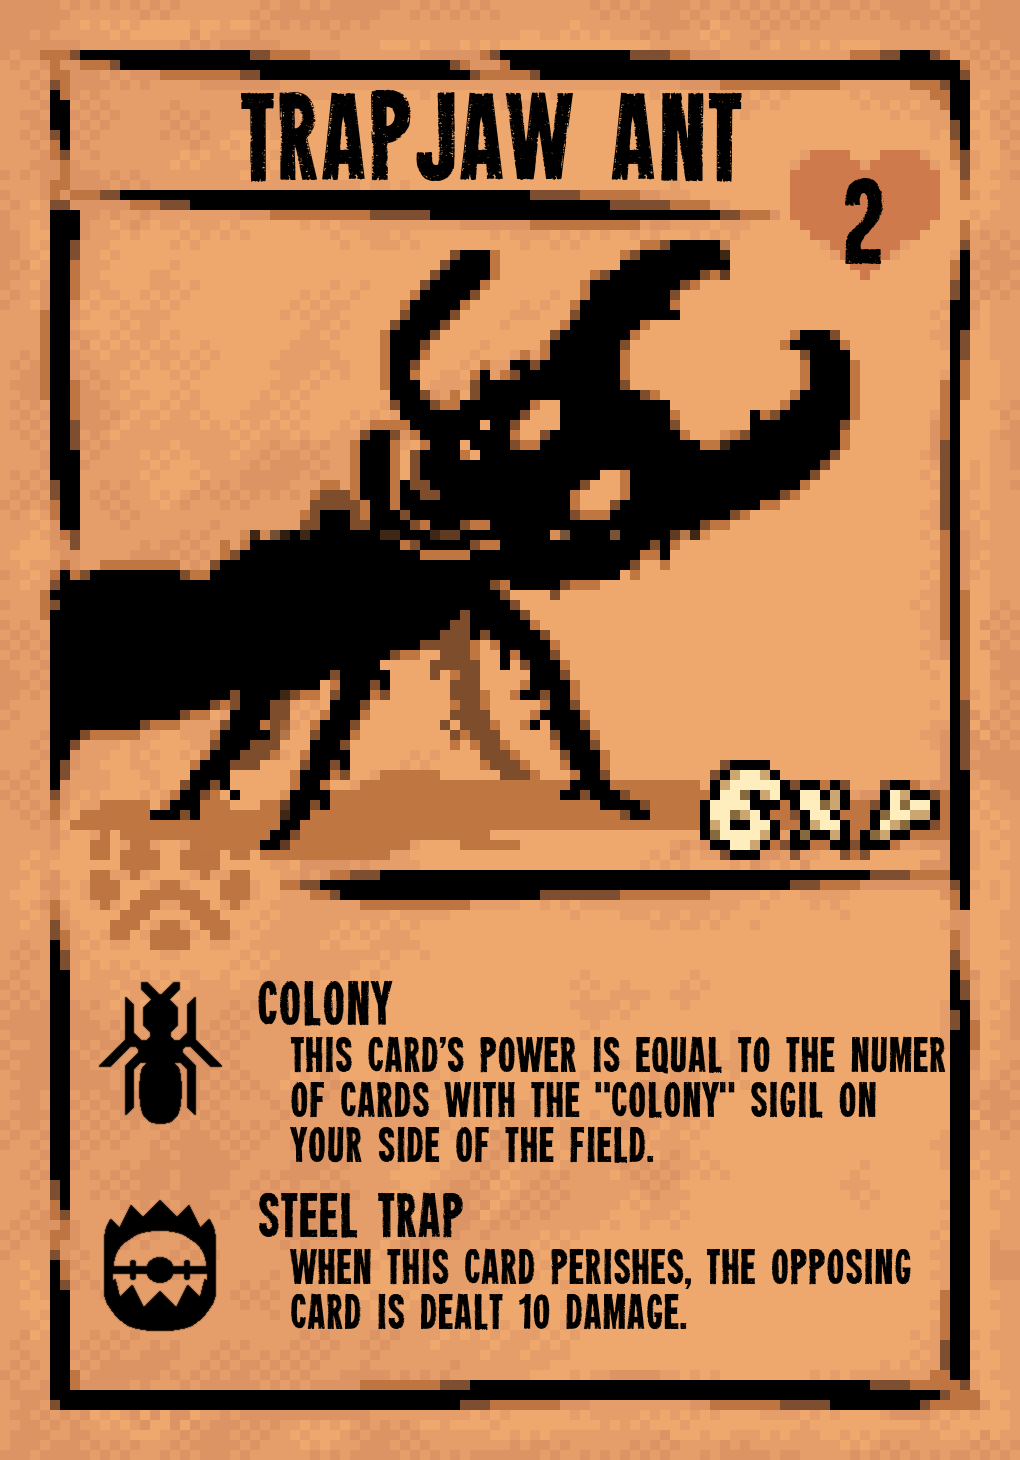 TRAPJAW ANT
2
6X
COLONY
THIS CARD'S POWER IS EQUAL TO THE NUMER
OF CARDS WITH THE "COLONY" SIGIL ON
YOUR SIDE OF THE FIELD.
STEEL TRAP
WHEN THIS CARD PERISHES, THE OPPOSING
CARD IS DEALT 10 DAMAGE.